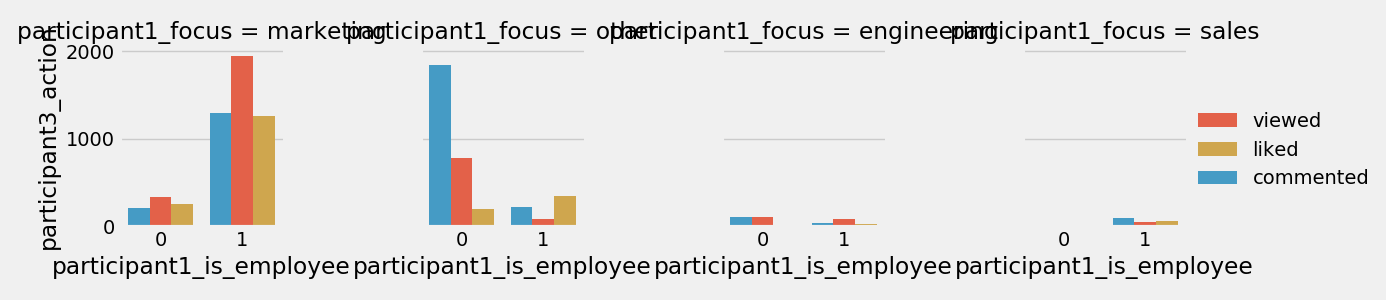 participant1_focus = marketing
participant1_focus = other
participant1_focus = engineering
participant1_focus = sales
participant3_action
2000
1000
0
0 1
0 1
0 1
0 1
participant1_is_employee
participant1_is_employee
participant1_is_employee
participant1_is_employee
viewed
liked
commented